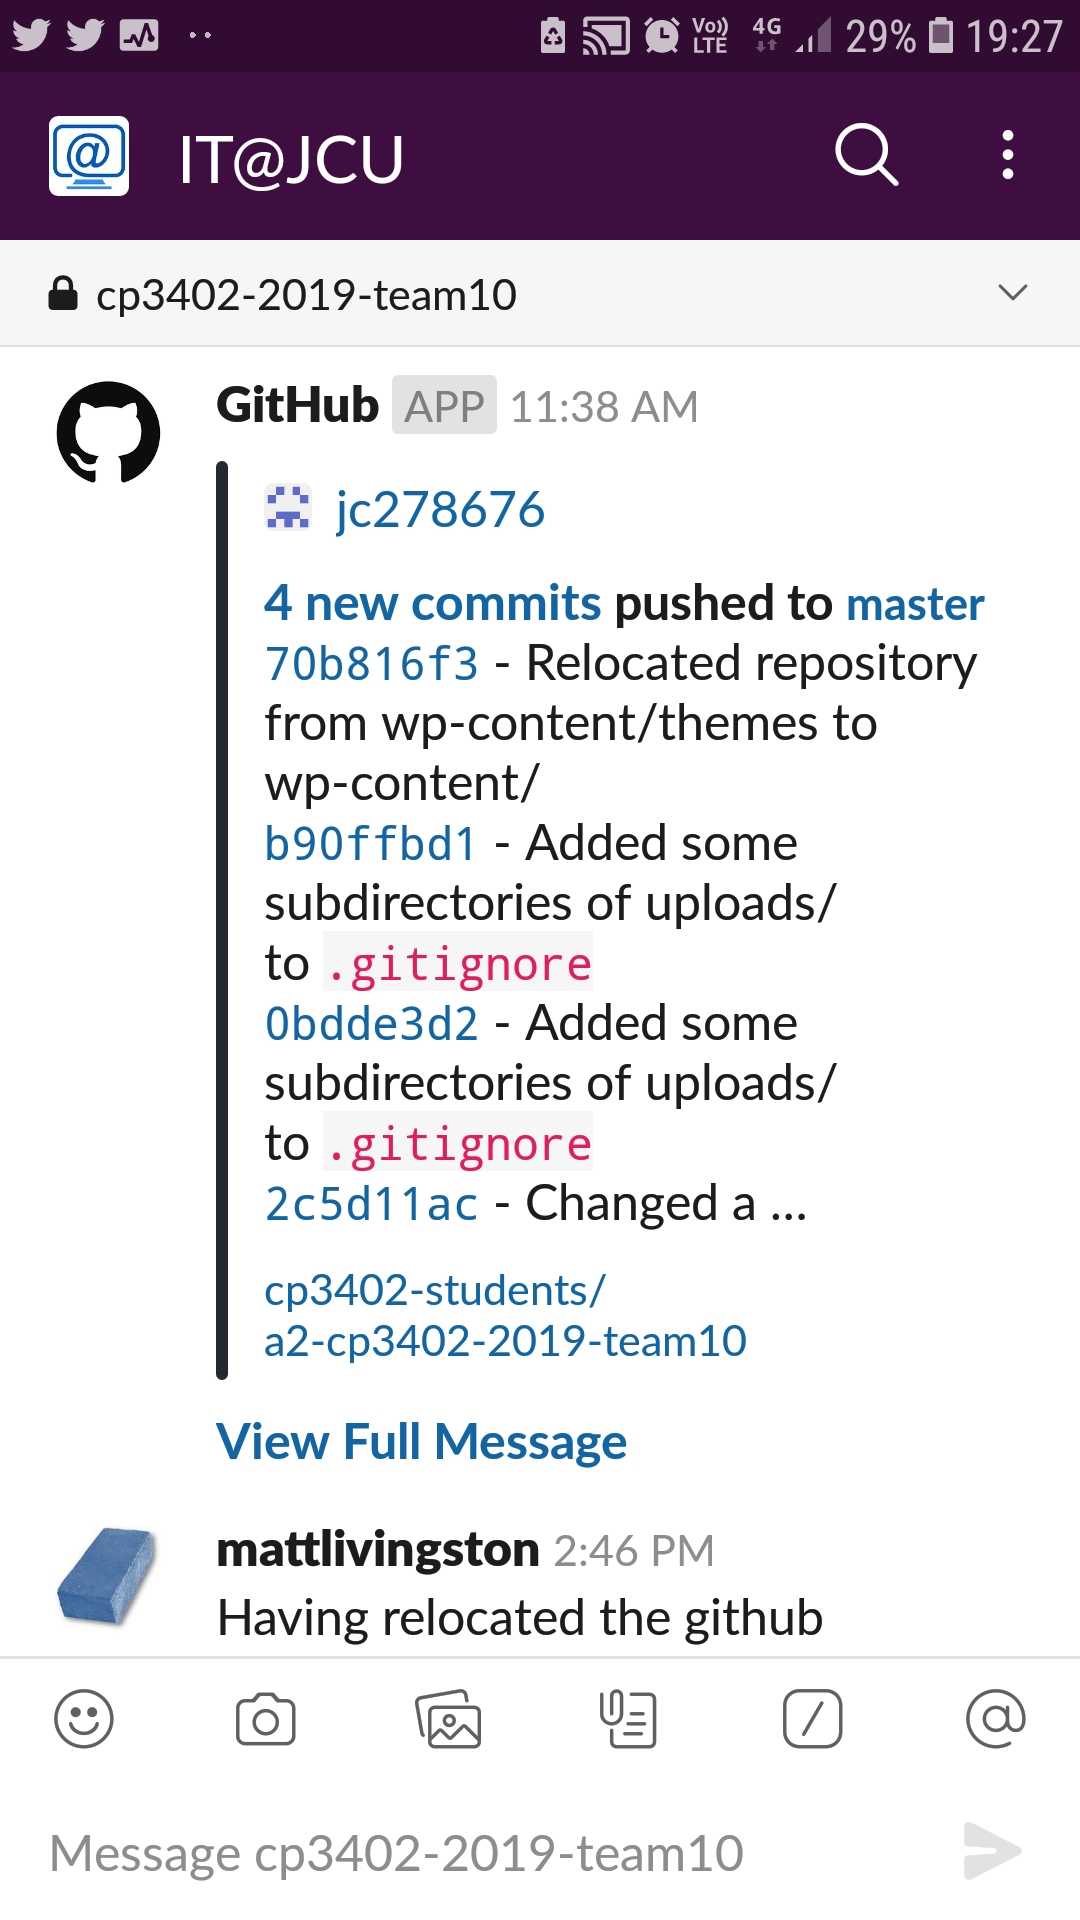 Vo)) LTE 4G 29% 19:27
@ IT@JCU
cp3402-2019-team10
GitHub APP 11:38 AM
jc278676
4 new commits pushed to master
70b816f3 - Relocated repository
from wp-content/themes to
wp-content/
b90ffbd1 - Added some
subdirectories of uploads/
to .gitignore
0bdde3d2 - Added some
subdirectories of uploads/
to .gitignore
2c5d11ac - Changed a ...
cp3402-students/
a2-cp3402-2019-team10
View Full Message
mattlivingston 2:46 PM
Having relocated the github
Message cp3402-2019-team10